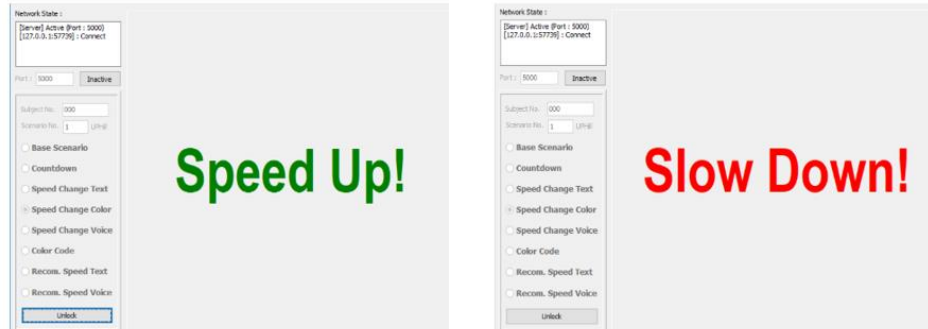 Network State :
[Server] Active (Port : 5000)
[127.0.0.1:57739] : Connect
Port : 5000 Inactive
Subject No. 000
Scenario No. 1
Base Scenario
Countdown
Speed Change Text
Speed Change Color
Speed Change Voice
Color Code
Recom. Speed Text
Recom. Speed Voice
Unlock
Speed Up!
Network State :
[Server] Active (Port : 5000)
[127.0.0.1:57739] : Connect
Port : 5000 Inactive
Subject No. 000
Scenario No. 1
Base Scenario
Countdown
Speed Change Text
Speed Change Color
Speed Change Voice
Color Code
Recom. Speed Text
Recom. Speed Voice
Unlock
Slow Down!